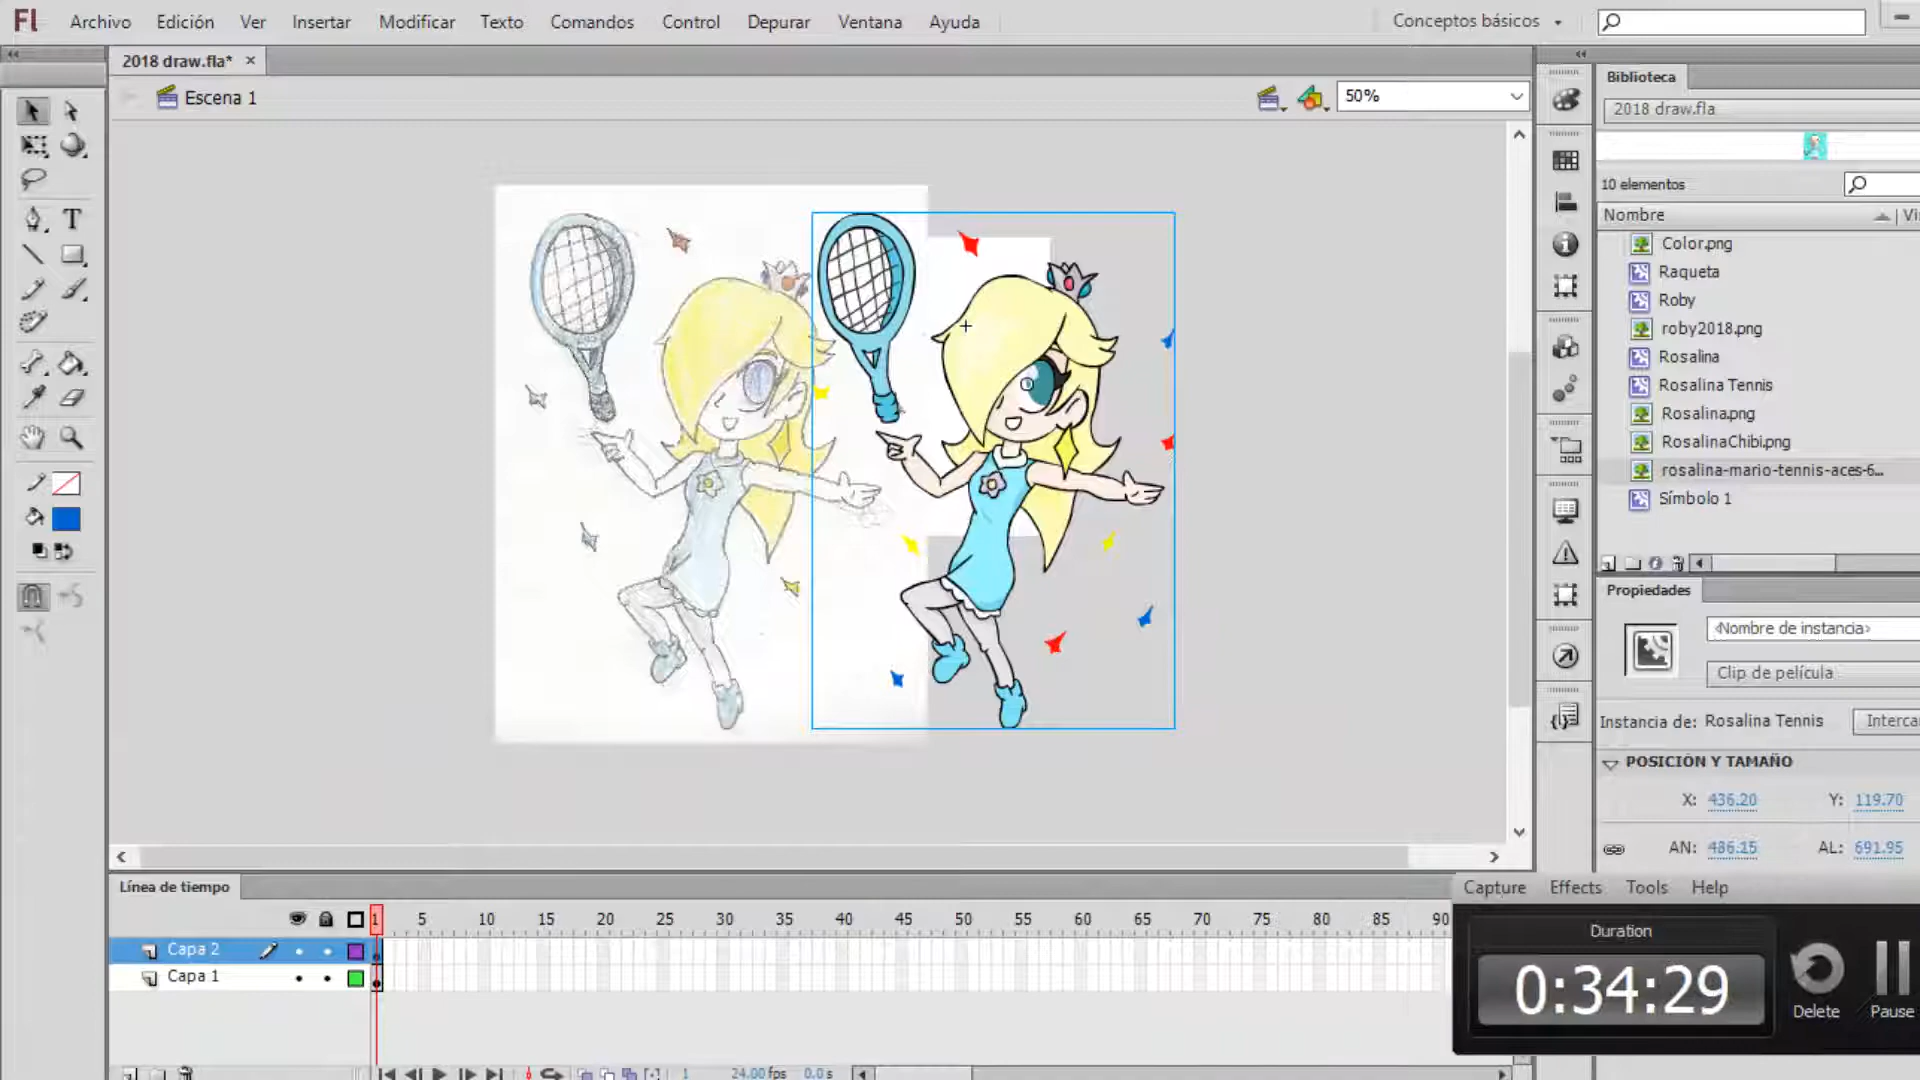 Fl Archivo Edición Ver Insertar Modificar Texto Comandos Control Depurar Ventana Ayuda Conceptos básicos
2018 draw.fla*
Escena 1
50%
T
Biblioteca
2018 draw.fla
10 elementos
Nombre
Color.png
Raqueta
Roby
roby2018.png
Rosalina
Rosalina Tennis
Rosalina.png
RosalinaChibi.png
rosalina-mario-tennis-aces-6...
Símbolo 1
Propiedades
<Nombre de instancia>
Clip de película
Instancia de: Rosalina Tennis Interca
POSICIÓN Y TAMAÑO
X: 436.20 Y: 119.70
AN: 486.15 AL: 691.95
Línea de tiempo
1 5 10 15 20 25 30 35 40 45 50 55 60 65 70 75 80 85 90
Capa 2
Capa 1
1 24.00 fps 0.0 s
Capture Effects Tools Help
Duration
0:34:29
Delete
Pause